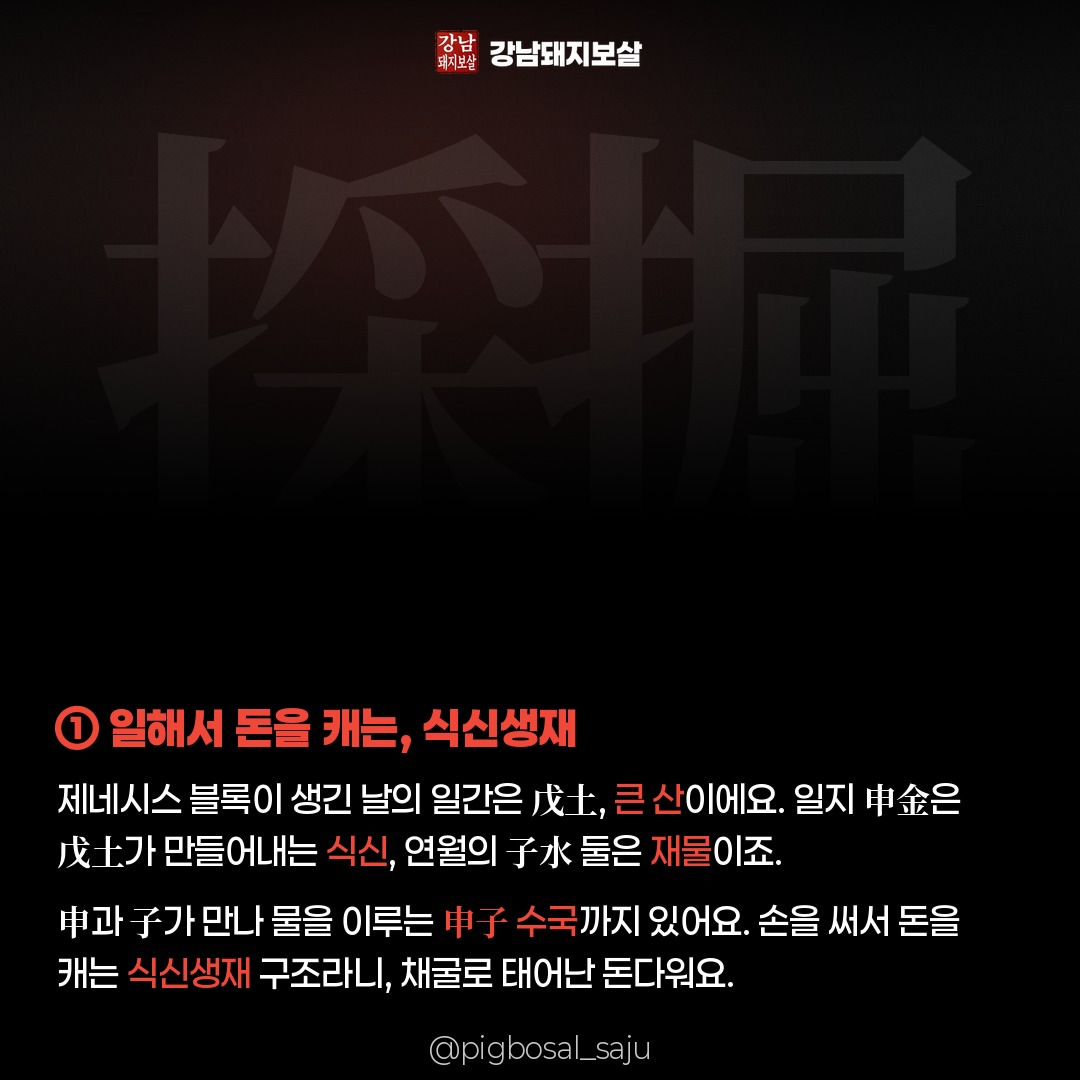 강남
돼지보살
강남돼지보살
採掘
① 일해서 돈을 캐는, 식신생재
제네시스 블록이 생긴 날의 일간은 戊土, 큰 산이에요. 일지 申金은
戊土가 만들어내는 식신, 연월의 子水 둘은 재물이죠.
申과 子가 만나 물을 이루는 申子 수국까지 있어요. 손을 써서 돈을
캐는 식신생재 구조라니, 채굴로 태어난 돈다워요.
@pigbosal_saju